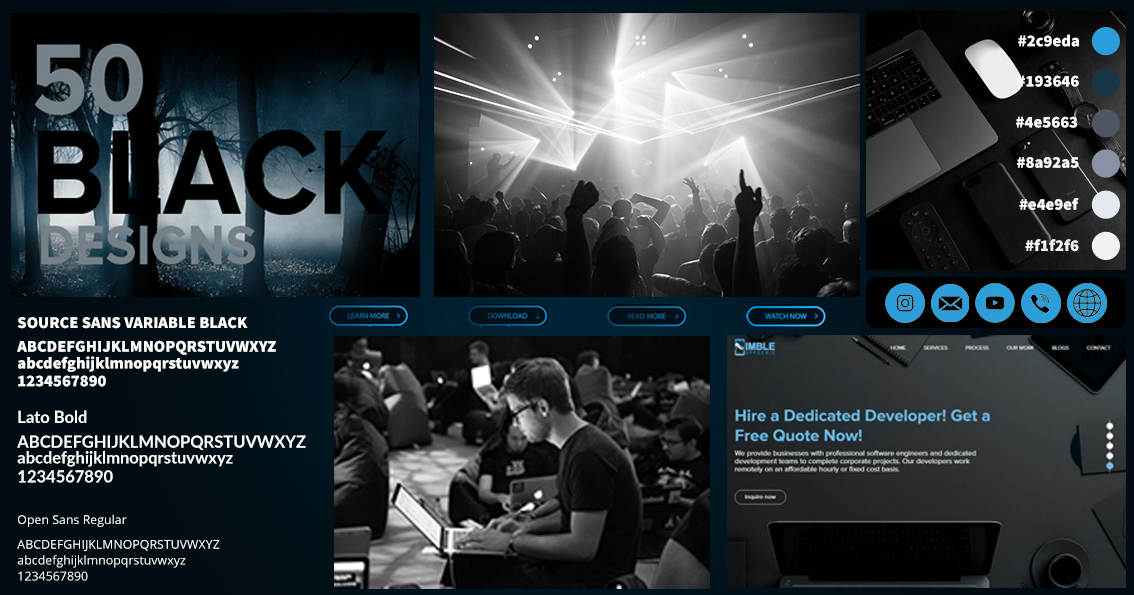 50
BLACK
DESIGNS
#2c9eda
#193646
#4e5663
#8a92a5
#e4e9ef
#f1f2f6
LEARN MORE
DOWNLOAD
READ MORE
WATCH NOW
SOURCE SANS VARIABLE BLACK
ABCDEFGHIJKLMNOPQRSTUVWXYZ
abcdefghijklmnopqrstuvwxyz
1234567890
Lato Bold
ABCDEFGHIJKLMNOPQRSTUVWXYZ
abcdefghijklmnopqrstuvwxyz
1234567890
Open Sans Regular
ABCDEFGHIJKLMNOPQRSTUVWXYZ
abcdefghijklmnopqrstuvwxyz
1234567890
IMBLE
HOME SERVICES PROCESS OUR WORK BLOGS CONTACT
Hire a Dedicated Developer! Get a
Free Quote Now!
We provide businesses with professional software engineers and dedicated
development teams to complete corporate projects. Our developers work
remotely on an affordable hourly or fixed cost basis.
Inquire now